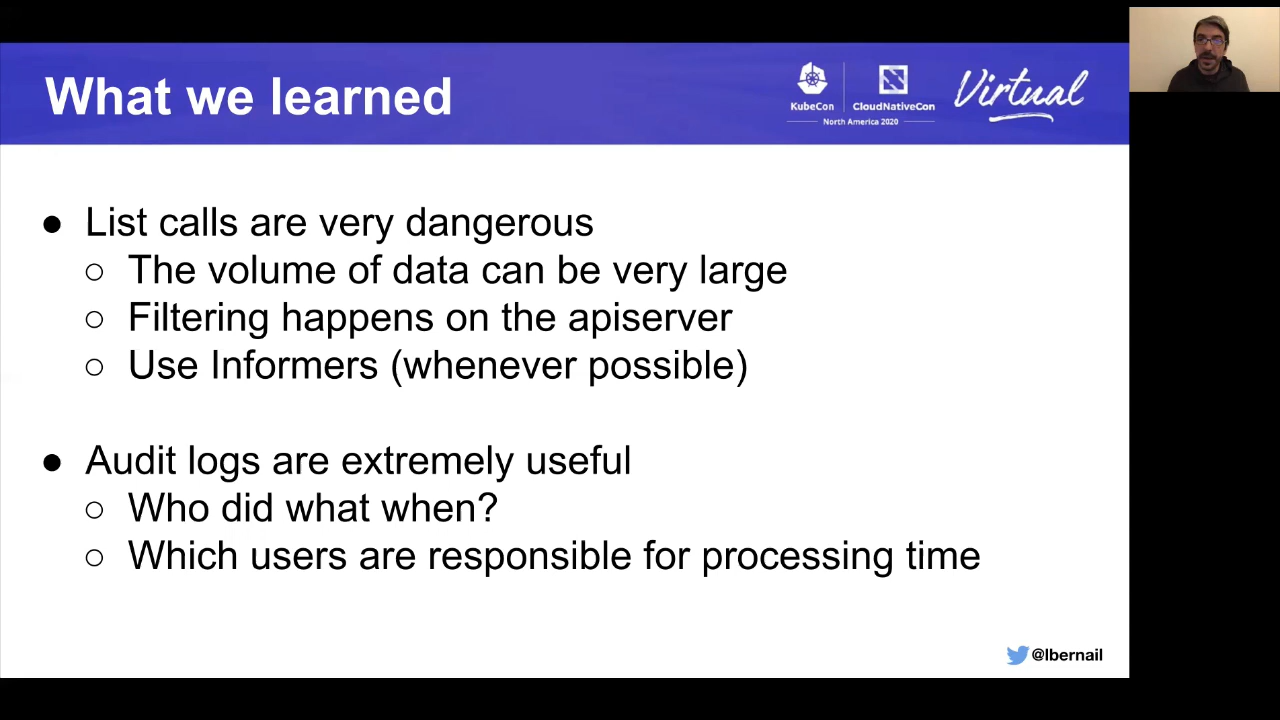 What we learned
KubeCon
CloudNativeCon
North America 2020
Virtual
● List calls are very dangerous
○ The volume of data can be very large
○ Filtering happens on the apiserver
○ Use Informers (whenever possible)
● Audit logs are extremely useful
○ Who did what when?
○ Which users are responsible for processing time
@lbernail